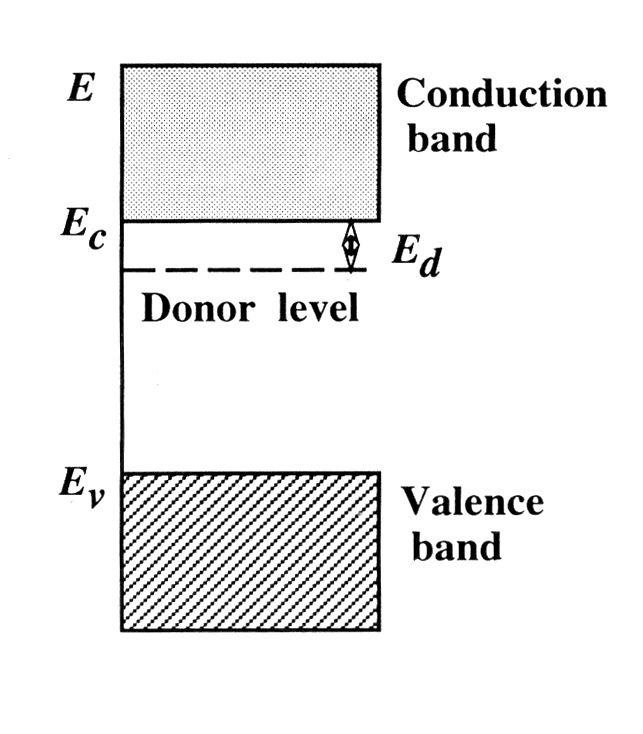 E
Conduction
band
E_c
E_d
Donor level
E_v
Valence
band